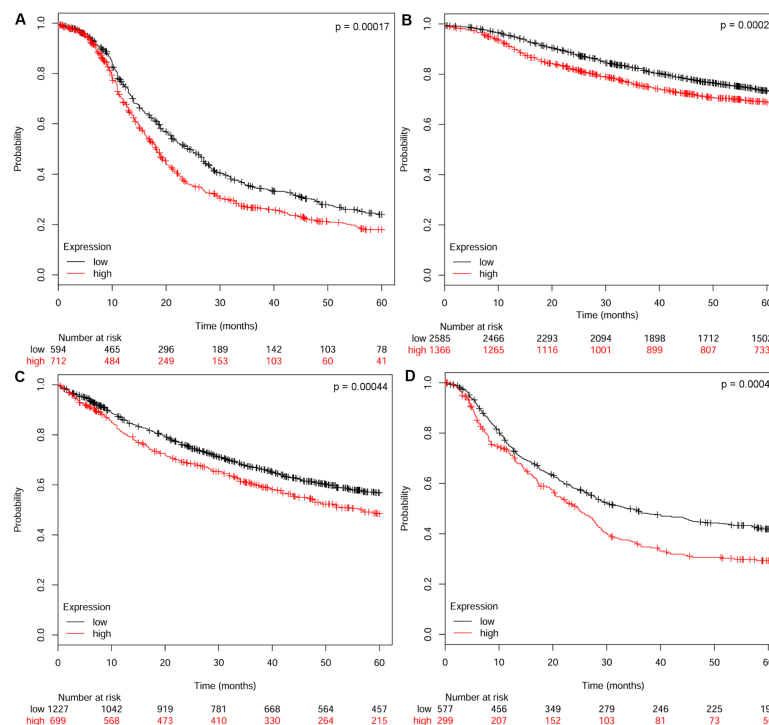 A
p = 0.00017
Probability
1.0
0.8
0.6
0.4
0.2
0.0
Expression
low
high
0 10 20 30 40 50 60
Time (months)
Number at risk
low 594 465 296 189 142 103 78
high 712 484 249 153 103 60 41
B
p = 0.0002
Probability
1.0
0.8
0.6
0.4
0.2
0.0
Expression
low
high
0 10 20 30 40 50 60
Time (months)
Number at risk
low 2585 2466 2293 2094 1898 1712 1502
high 1366 1265 1116 1001 899 807 733
C
p = 0.00044
Probability
1.0
0.8
0.6
0.4
0.2
0.0
Expression
low
high
0 10 20 30 40 50 60
Time (months)
Number at risk
low 1227 1042 919 781 668 564 457
high 699 568 473 410 330 264 215
D
p = 0.0004
Probability
1.0
0.8
0.6
0.4
0.2
0.0
Expression
low
high
0 10 20 30 40 50 60
Time (months)
Number at risk
low 577 456 349 279 246 225 19
high 299 207 152 103 81 73